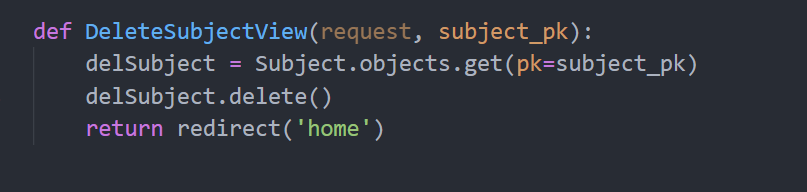 def DeleteSubjectView(request, subject_pk):
    delSubject = Subject.objects.get(pk=subject_pk)
    delSubject.delete()
    return redirect('home')